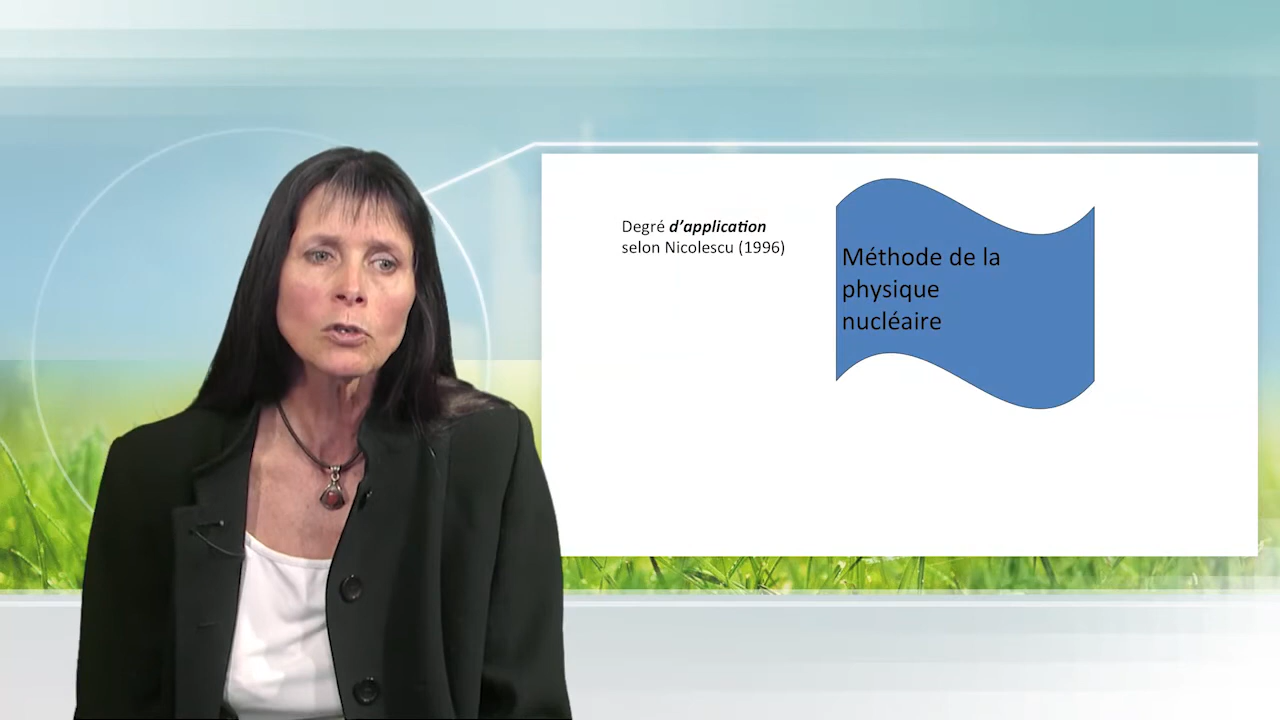 Degré d’application
selon Nicolescu (1996)
Méthode de la
physique
nucléaire